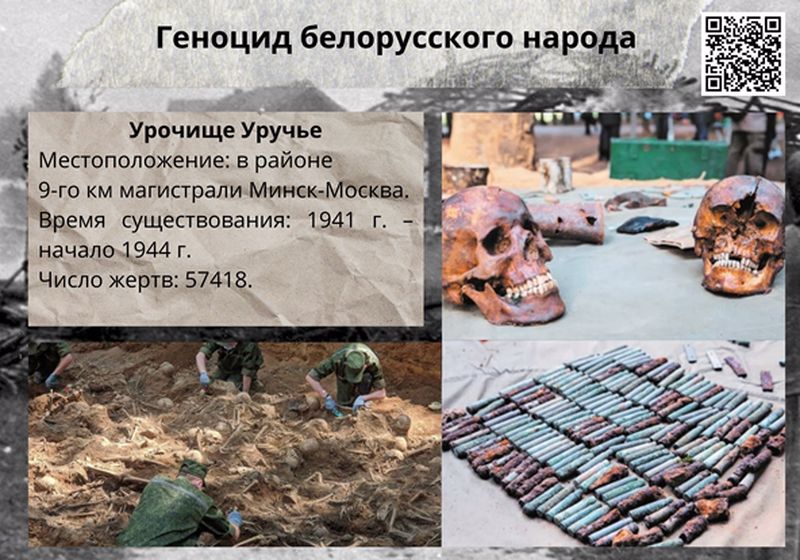 Геноцид белорусского народа
Урочище Уручье
Местоположение: в районе
9-го км магистрали Минск-Москва.
Время существования: 1941 г. –
начало 1944 г.
Число жертв: 57418.